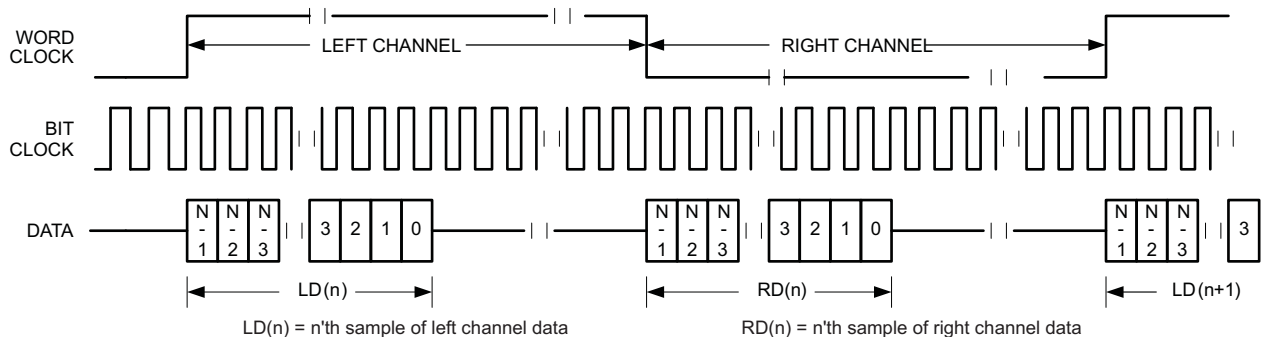 WORD
CLOCK
LEFT CHANNEL
RIGHT CHANNEL
BIT
CLOCK
DATA
N
-
1
N
-
2
N
-
3
3
2
1
0
N
-
1
N
-
2
N
-
3
3
2
1
0
N
-
1
N
-
2
N
-
3
3
LD(n)
RD(n)
LD(n+1)
LD(n) = n'th sample of left channel data
RD(n) = n'th sample of right channel data